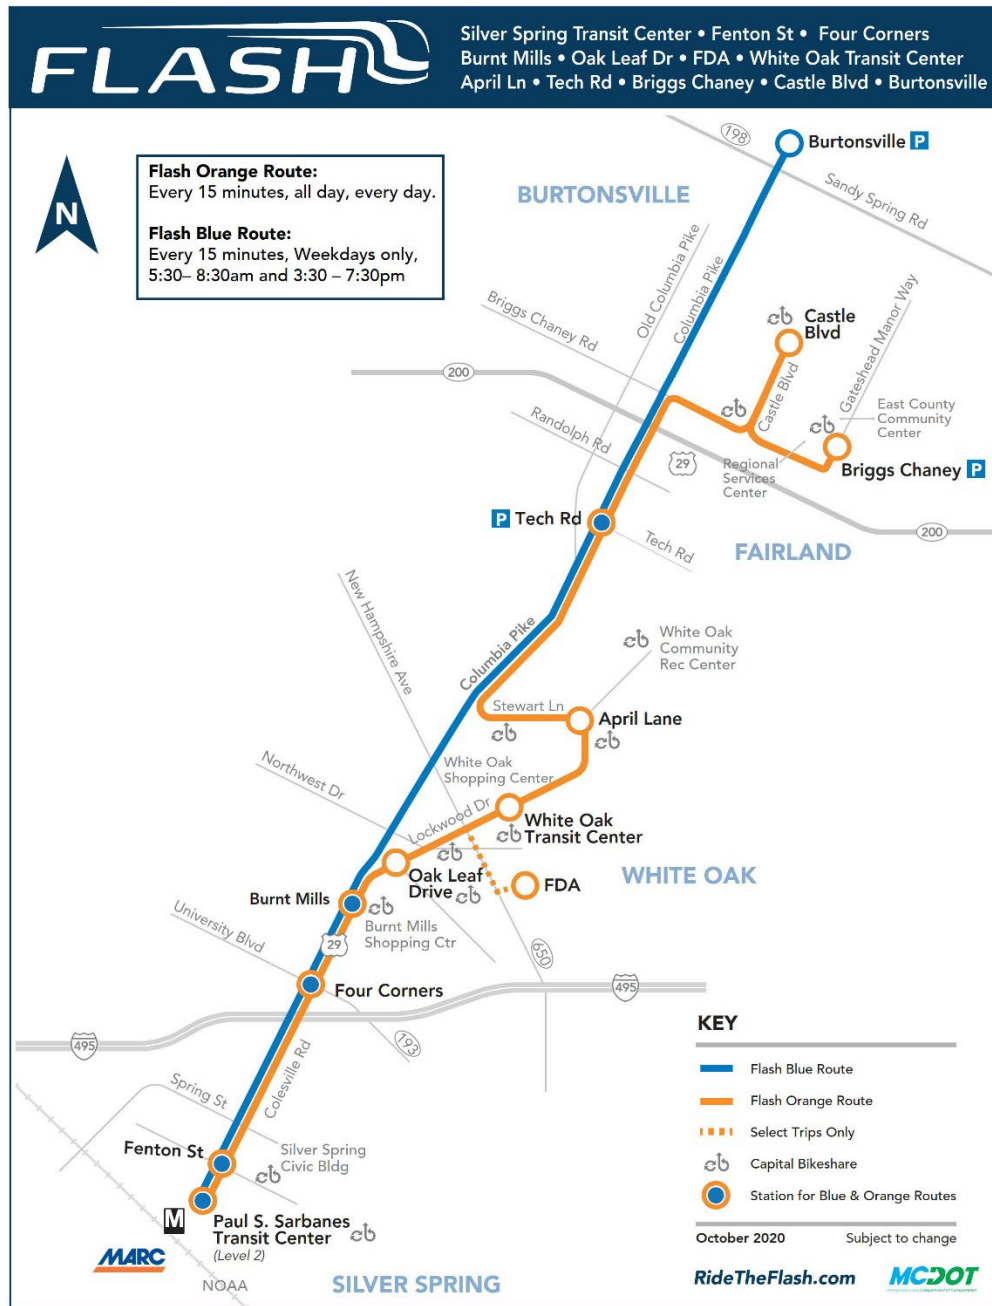 FLASH
Silver Spring Transit Center • Fenton St • Four Corners
Burnt Mills • Oak Leaf Dr • FDA • White Oak Transit Center
April Ln • Tech Rd • Briggs Chaney • Castle Blvd • Burtonsville
N
Flash Orange Route:
Every 15 minutes, all day, every day.
Flash Blue Route:
Every 15 minutes, Weekdays only,
5:30– 8:30am and 3:30 – 7:30pm
198
Burtonsville P
BURTONSVILLE
Sandy Spring Rd
Old Columbia Pike
Columbia Pike
Gateshead Manor Way
Briggs Chaney Rd
Castle
Blvd
200
Castle Blvd
East County
Community
Center
Randolph Rd
29
Regional
Services
Center
Briggs Chaney P
P Tech Rd
Tech Rd
200
FAIRLAND
New Hampshire Ave
Columbia Pike
White Oak
Community
Rec Center
Stewart Ln
April Lane
Northwest Dr
White Oak
Shopping Center
Lockwood Dr
White Oak
Transit Center
Oak Leaf
Drive
FDA
WHITE OAK
Burnt Mills
Burnt Mills
Shopping Ctr
University Blvd
29
650
Four Corners
495
495
193
Colesville Rd
Spring St
Fenton St
Silver Spring
Civic Bldg
M
Paul S. Sarbanes
Transit Center
(Level 2)
MARC
NOAA
SILVER SPRING
KEY
Flash Blue Route
Flash Orange Route
Select Trips Only
Capital Bikeshare
Station for Blue & Orange Routes
October 2020
Subject to change
RideTheFlash.com
MCDOT